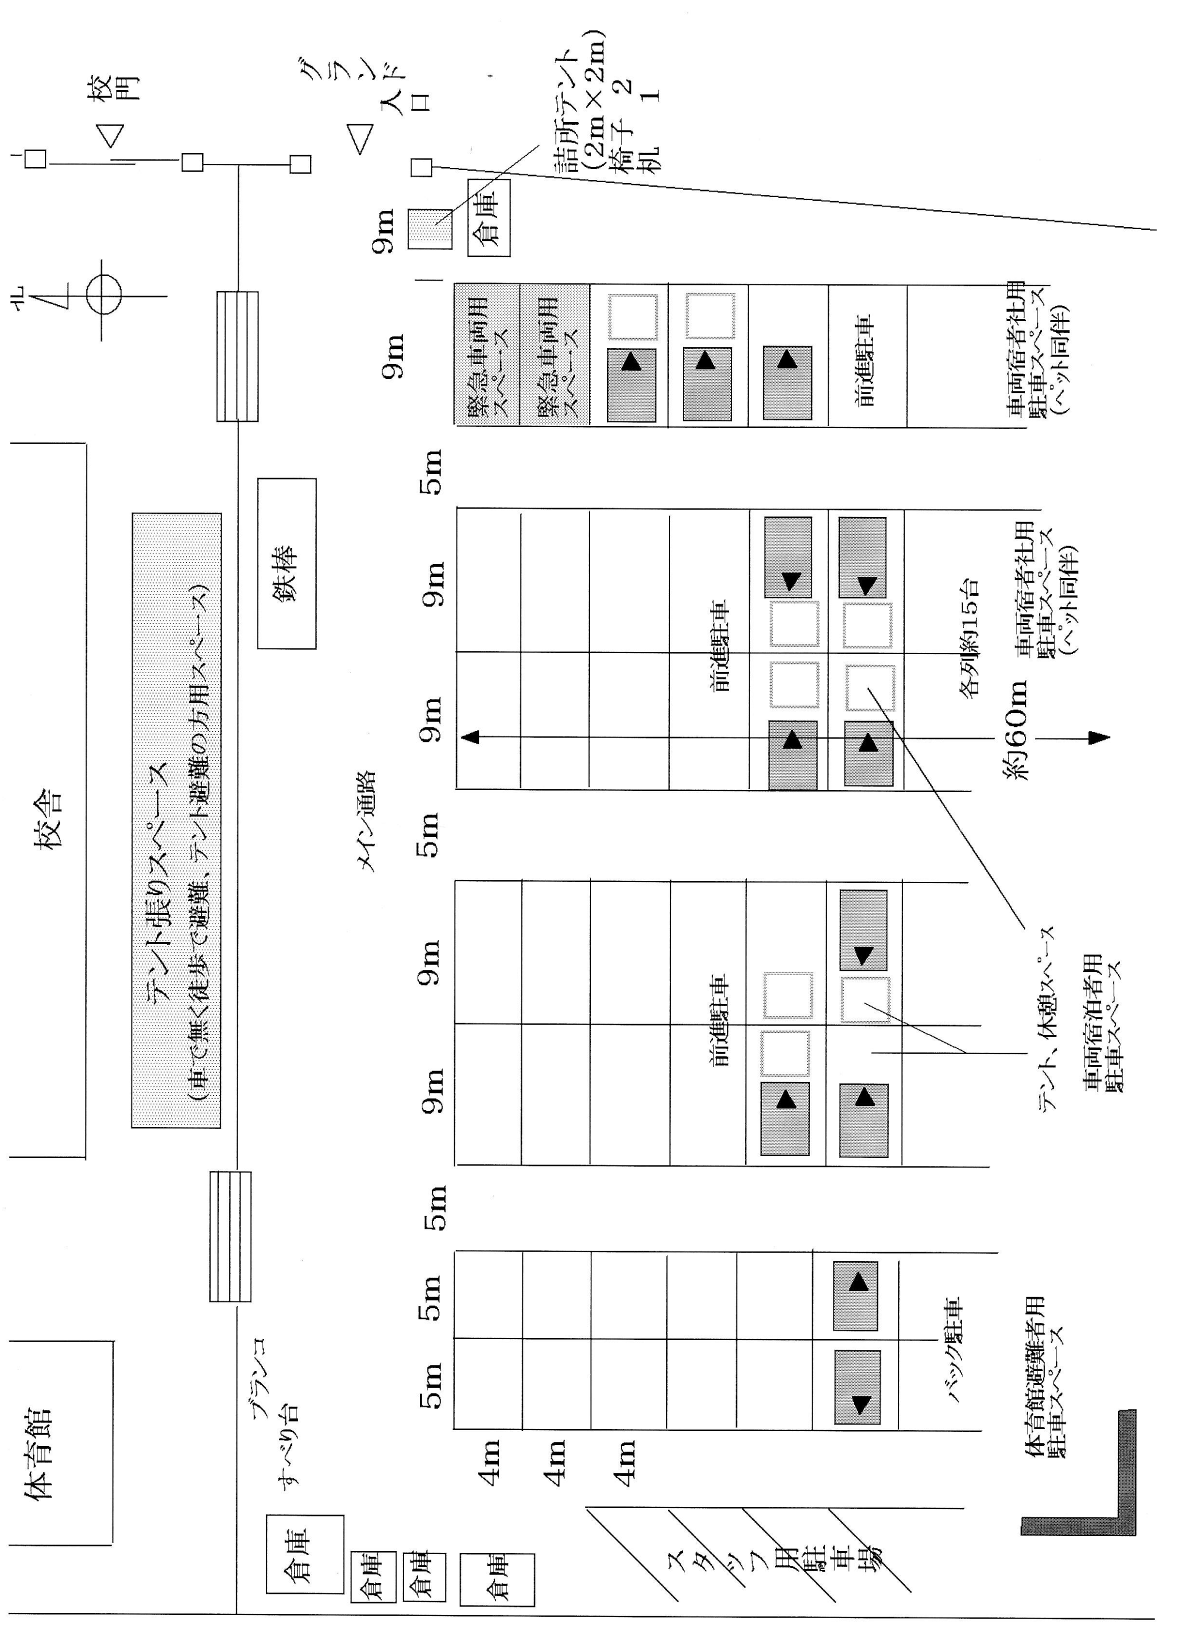 校門
グランド
入口
北
詰所テント
(2m×2m)
椅子 2
机 1
倉庫
9m
9m
5m
9m
9m
5m
9m
9m
5m
5m
5m
緊急車両用
スペース
緊急車両用
スペース
前進駐車
車両宿者社用
駐車スペース
(ペット同伴)
校舎
テント張りスペース
(車で無く徒歩で避難、テント避難の方用スペース)
鉄棒
メイン通路
前進駐車
各列約15台
車両宿者社用
駐車スペース
(ペット同伴)
約60m
前進駐車
テント、休憩スペース
車両宿泊者用
駐車スペース
体育館
ブランコ
すべり台
バック駐車
体育館避難者用
駐車スペース
4m
4m
4m
倉庫
倉庫
倉庫
倉庫
スタッフ用駐車場